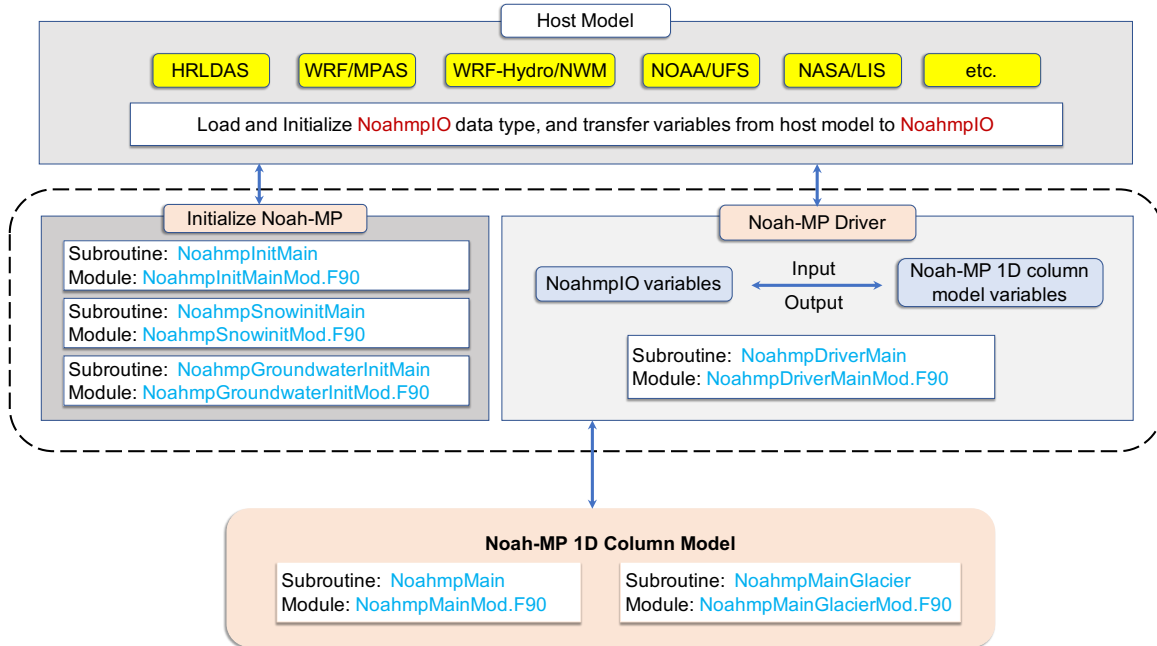 Host Model
HRLDAS
WRF/MPAS
WRF-Hydro/NWM
NOAA/UFS
NASA/LIS
etc.
Load and Initialize NoahmpIO data type, and transfer variables from host model to NoahmpIO
Initialize Noah-MP
Subroutine: NoahmpInitMain
Module: NoahmpInitMainMod.F90
Subroutine: NoahmpSnowinitMain
Module: NoahmpSnowinitMod.F90
Subroutine: NoahmpGroundwaterInitMain
Module: NoahmpGroundwaterInitMod.F90
Noah-MP Driver
NoahmpIO variables
Input
Output
Noah-MP 1D column
model variables
Subroutine: NoahmpDriverMain
Module: NoahmpDriverMainMod.F90
Noah-MP 1D Column Model
Subroutine: NoahmpMain
Module: NoahmpMainMod.F90
Subroutine: NoahmpMainGlacier
Module: NoahmpMainGlacierMod.F90